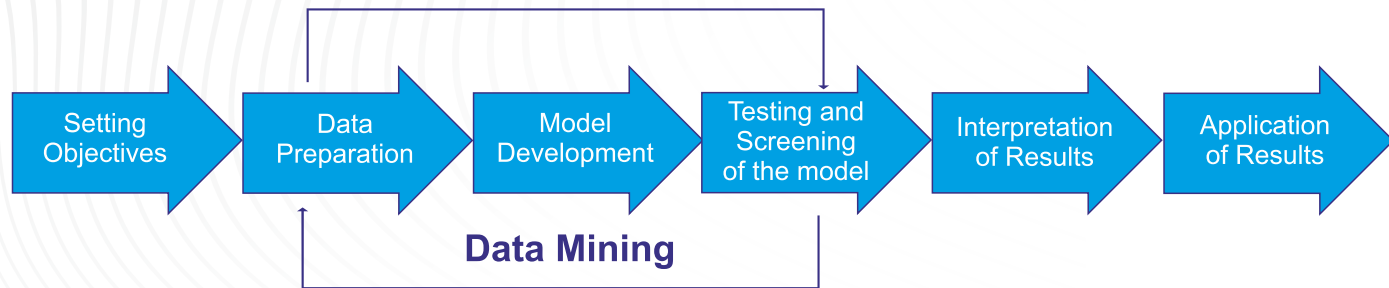 Setting
Objectives
Data
Preparation
Model
Development
Testing and
Screening
of the model
Interpretation
of Results
Application
of Results
Data Mining